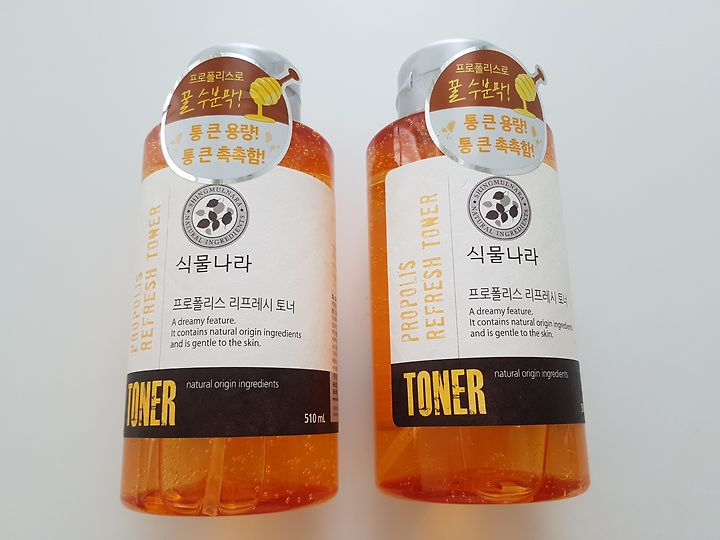 프로폴리스로
꿀 수분팩!
통 큰 용량!
통 큰 촉촉함!
SHINGMULNARA
NATURAL INGREDIENTS
식물나라
PROPOLIS
REFRESH TONER
프로폴리스 리프레시 토너
A dreamy feature.
It contains natural origin ingredients
and is gentle to the skin.
TONER
natural origin ingredients
510 mL
프로폴리스로
꿀 수분팩!
통 큰 용량!
통 큰 촉촉함!
SHINGMULNARA
NATURAL INGREDIENTS
식물나라
PROPOLIS
REFRESH TONER
프로폴리스 리프레시 토너
A dreamy feature.
It contains natural origin ingredients
and is gentle to the skin.
TONER
natural origin ingredients